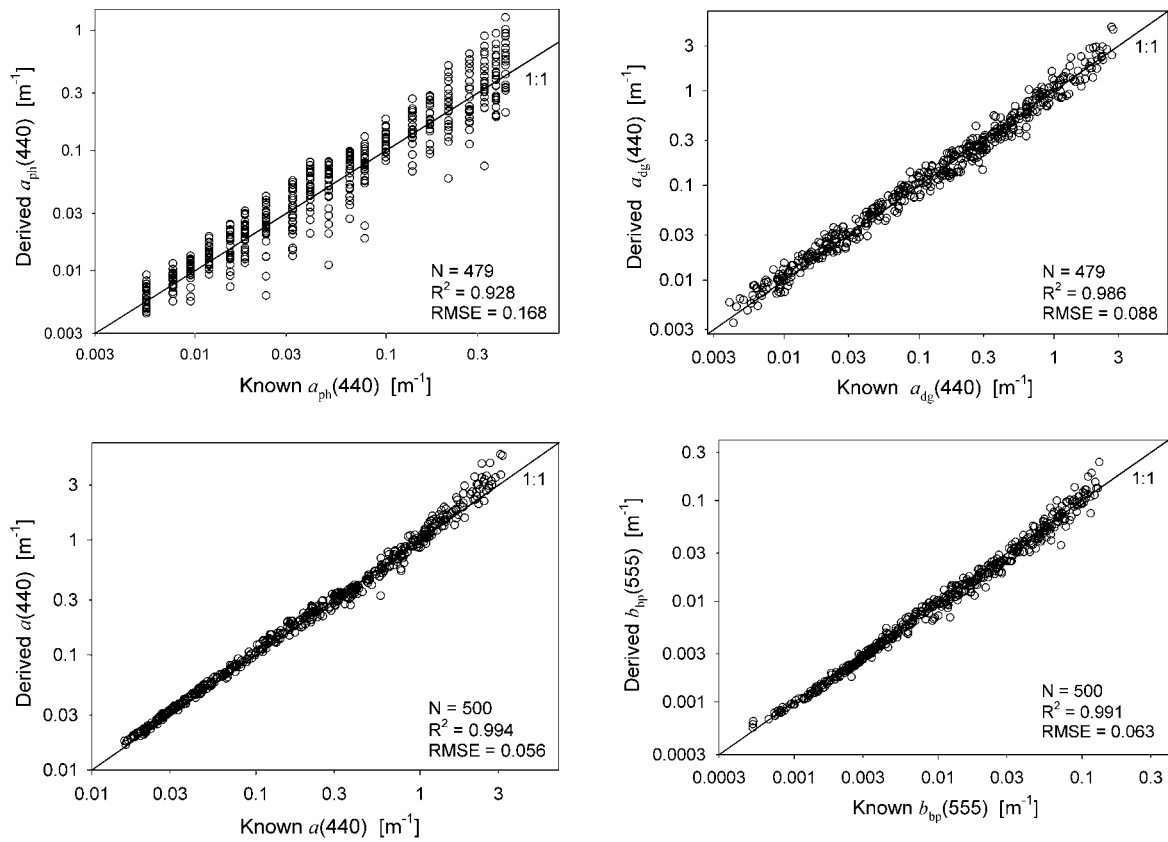 1
0.3
0.1
0.03
0.01
0.003
Derived a_ph(440) [m⁻¹]
1:1
N = 479
R² = 0.928
RMSE = 0.168
0.003 0.01 0.03 0.1 0.3
Known a_ph(440) [m⁻¹]
3
1
0.3
0.1
0.03
0.01
0.003
Derived a_dg(440) [m⁻¹]
1:1
N = 479
R² = 0.986
RMSE = 0.088
0.003 0.01 0.03 0.1 0.3 1 3
Known a_dg(440) [m⁻¹]
3
1
0.3
0.1
0.03
0.01
Derived a(440) [m⁻¹]
1:1
N = 500
R² = 0.994
RMSE = 0.056
0.01 0.03 0.1 0.3 1 3
Known a(440) [m⁻¹]
0.3
0.1
0.03
0.01
0.003
0.001
0.0003
Derived b_bp(555) [m⁻¹]
1:1
N = 500
R² = 0.991
RMSE = 0.063
0.0003 0.001 0.003 0.01 0.03 0.1 0.3
Known b_bp(555) [m⁻¹]